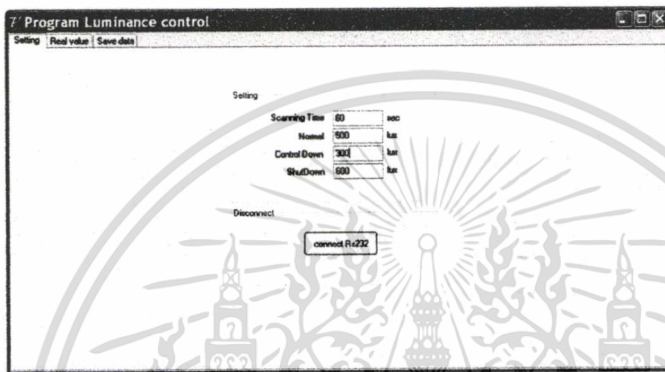 Program Luminance control
Setting Real value Save data
Setting
Scanning Time 60 sec
Normal 500 lux
Control Down 300 lux
ShutDown 600 lux
Disconnect
connect Rs232